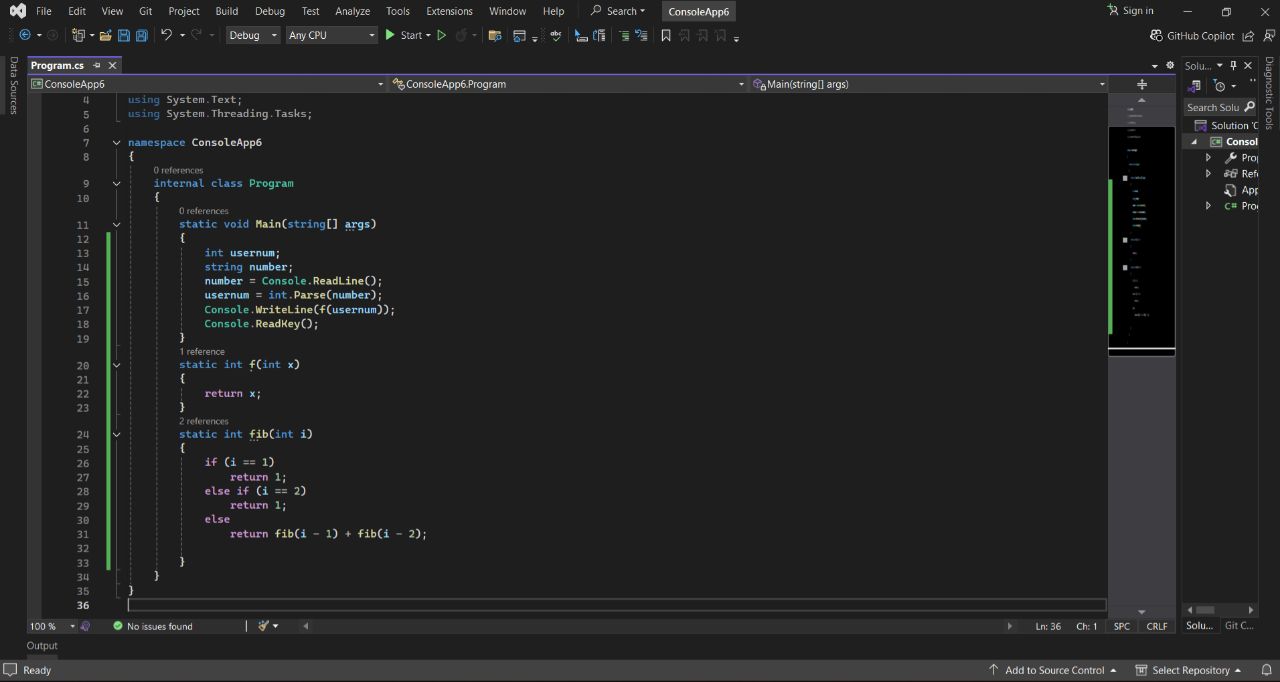 File Edit View Git Project Build Debug Test Analyze Tools Extensions Window Help Search ConsoleApp6 Sign in
Debug Any CPU Start GitHub Copilot
Program.cs
Solu...
ConsoleApp6 ConsoleApp6.Program Main(string[] args)
Data Sources
Diagnostic Tools
Search Solu
Solution 'C
Consol
Prop
Refe
App
Prog
4 using System.Text;
5 using System.Threading.Tasks;
6
7 namespace ConsoleApp6
8 {
0 references
9 internal class Program
10 {
0 references
11 static void Main(string[] args)
12 {
13 int usernum;
14 string number;
15 number = Console.ReadLine();
16 usernum = int.Parse(number);
17 Console.WriteLine(f(usernum));
18 Console.ReadKey();
19 }
1 reference
20 static int f(int x)
21 {
22 return x;
23 }
2 references
24 static int fib(int i)
25 {
26 if (i == 1)
27 return 1;
28 else if (i == 2)
29 return 1;
30 else
31 return fib(i - 1) + fib(i - 2);
32
33 }
34 }
35 }
36
100 % No issues found Ln: 36 Ch: 1 SPC CRLF
Solu... Git C...
Output
Ready Add to Source Control Select Repository